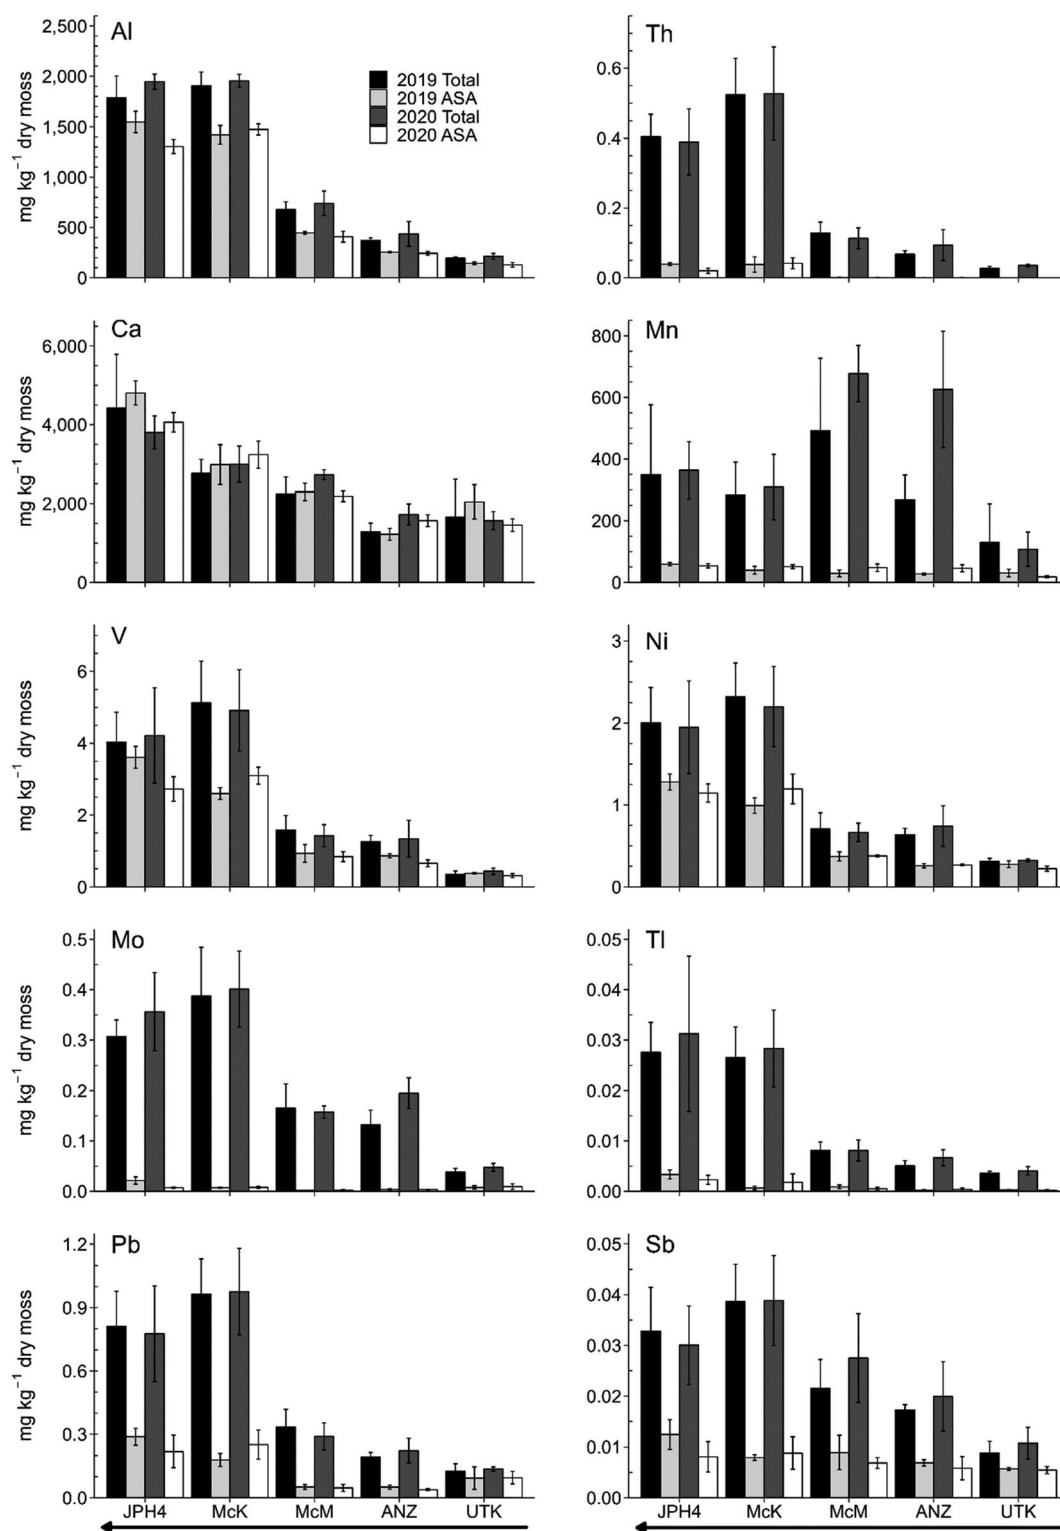 Al
2,500
2,000
1,500
1,000
500
0
mg kg⁻¹ dry moss
2019 Total
2019 ASA
2020 Total
2020 ASA
Th
0.6
0.4
0.2
0.0
Ca
6,000
4,000
2,000
0
mg kg⁻¹ dry moss
Mn
800
600
400
200
0
V
6
4
2
0
mg kg⁻¹ dry moss
Ni
3
2
1
0
Mo
0.5
0.4
0.3
0.2
0.1
0.0
mg kg⁻¹ dry moss
Tl
0.05
0.04
0.03
0.02
0.01
0.00
Pb
1.2
0.9
0.6
0.3
0.0
mg kg⁻¹ dry moss
JPH4 McK McM ANZ UTK
Sb
0.05
0.04
0.03
0.02
0.01
0.00
JPH4 McK McM ANZ UTK